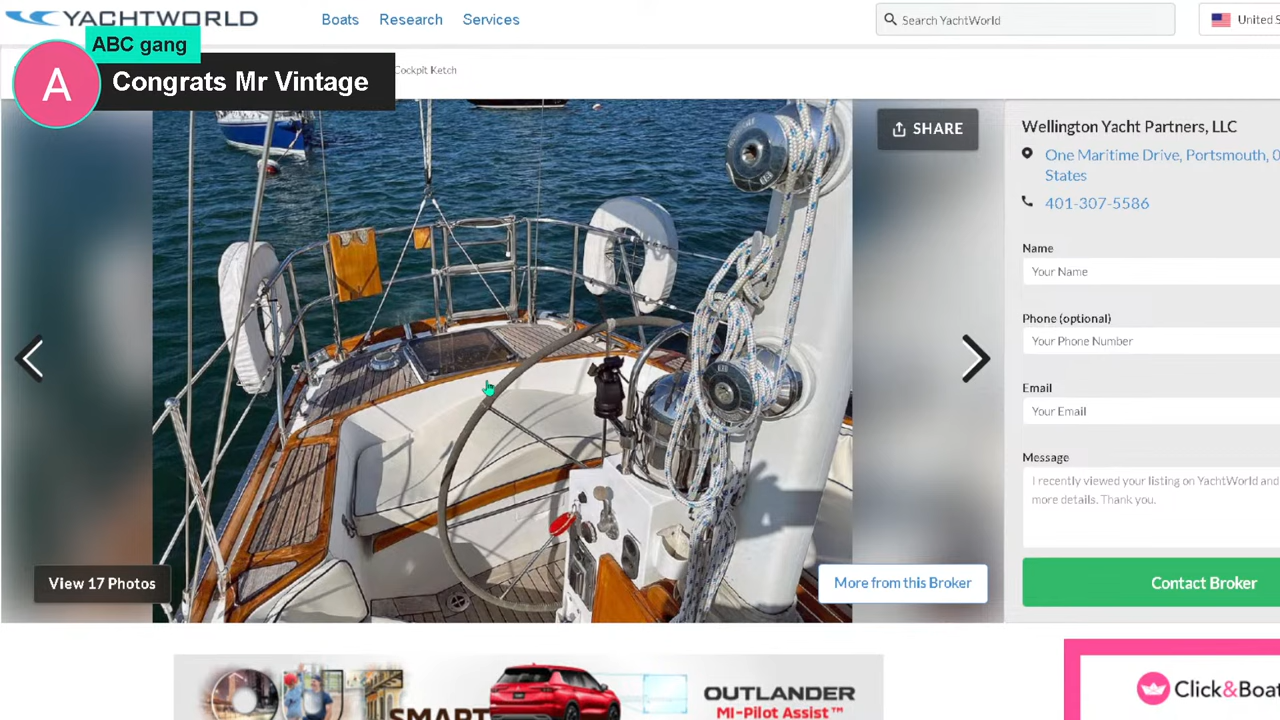 YACHTWORLD
Boats Research Services
Search YachtWorld
United S
ABC gang
A
Congrats Mr Vintage
Cockpit Ketch
SHARE
Wellington Yacht Partners, LLC
One Maritime Drive, Portsmouth, 0
States
401-307-5586
Name
Your Name
Phone (optional)
Your Phone Number
Email
Your Email
Message
I recently viewed your listing on YachtWorld and
more details. Thank you.
View 17 Photos
More from this Broker
Contact Broker
SMART
OUTLANDER
MI-Pilot Assist™
Click&Boat